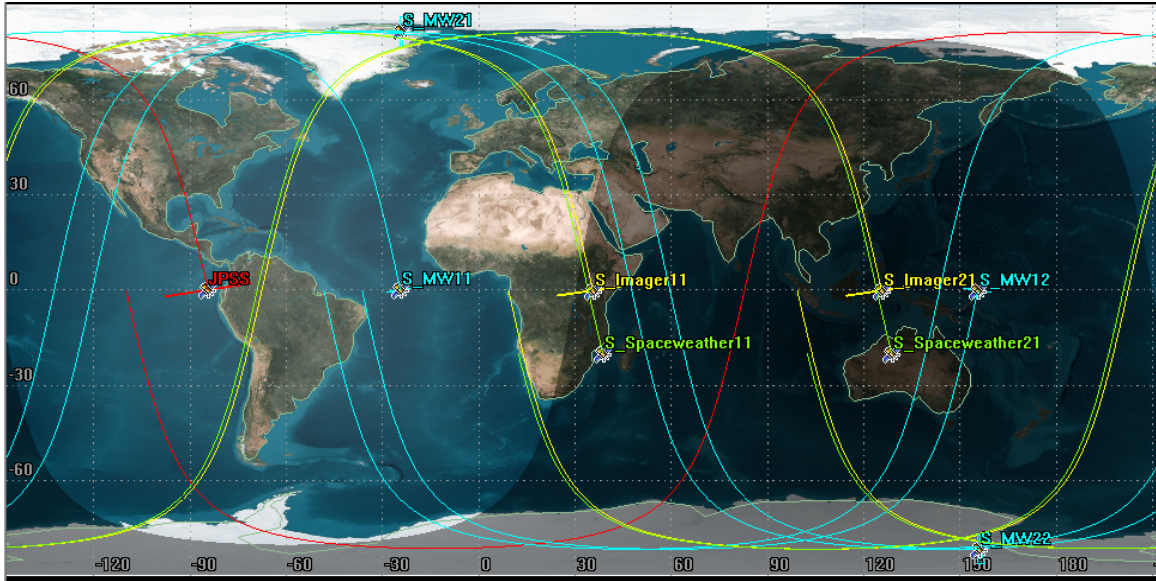 S_MW21
60
30
0
JPSS
S_MW11
S_Imager11
S_Imager21
S_MW12
S_Spaceweather11
S_Spaceweather21
-30
-60
S_MW22
-120 -90 -60 -30 0 30 60 90 120 150 180